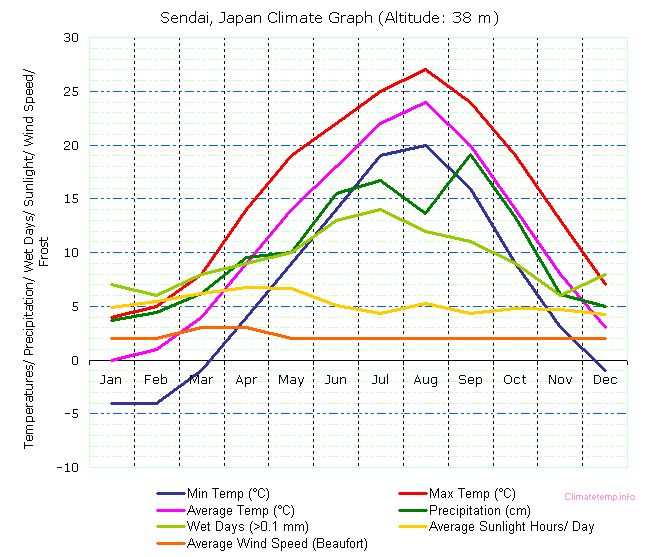 Sendai, Japan Climate Graph (Altitude: 38 m)
Temperatures/ Precipitation/ Wet Days/ Sunlight/ Wind Speed/
Frost
30
25
20
15
10
5
0
−5
−10
Jan Feb Mar Apr May Jun Jul Aug Sep Oct Nov Dec
Min Temp (°C) Max Temp (°C)
Average Temp (°C) Precipitation (cm)
Wet Days (>0.1 mm) Average Sunlight Hours/ Day
Average Wind Speed (Beaufort)
Climatetemp.info